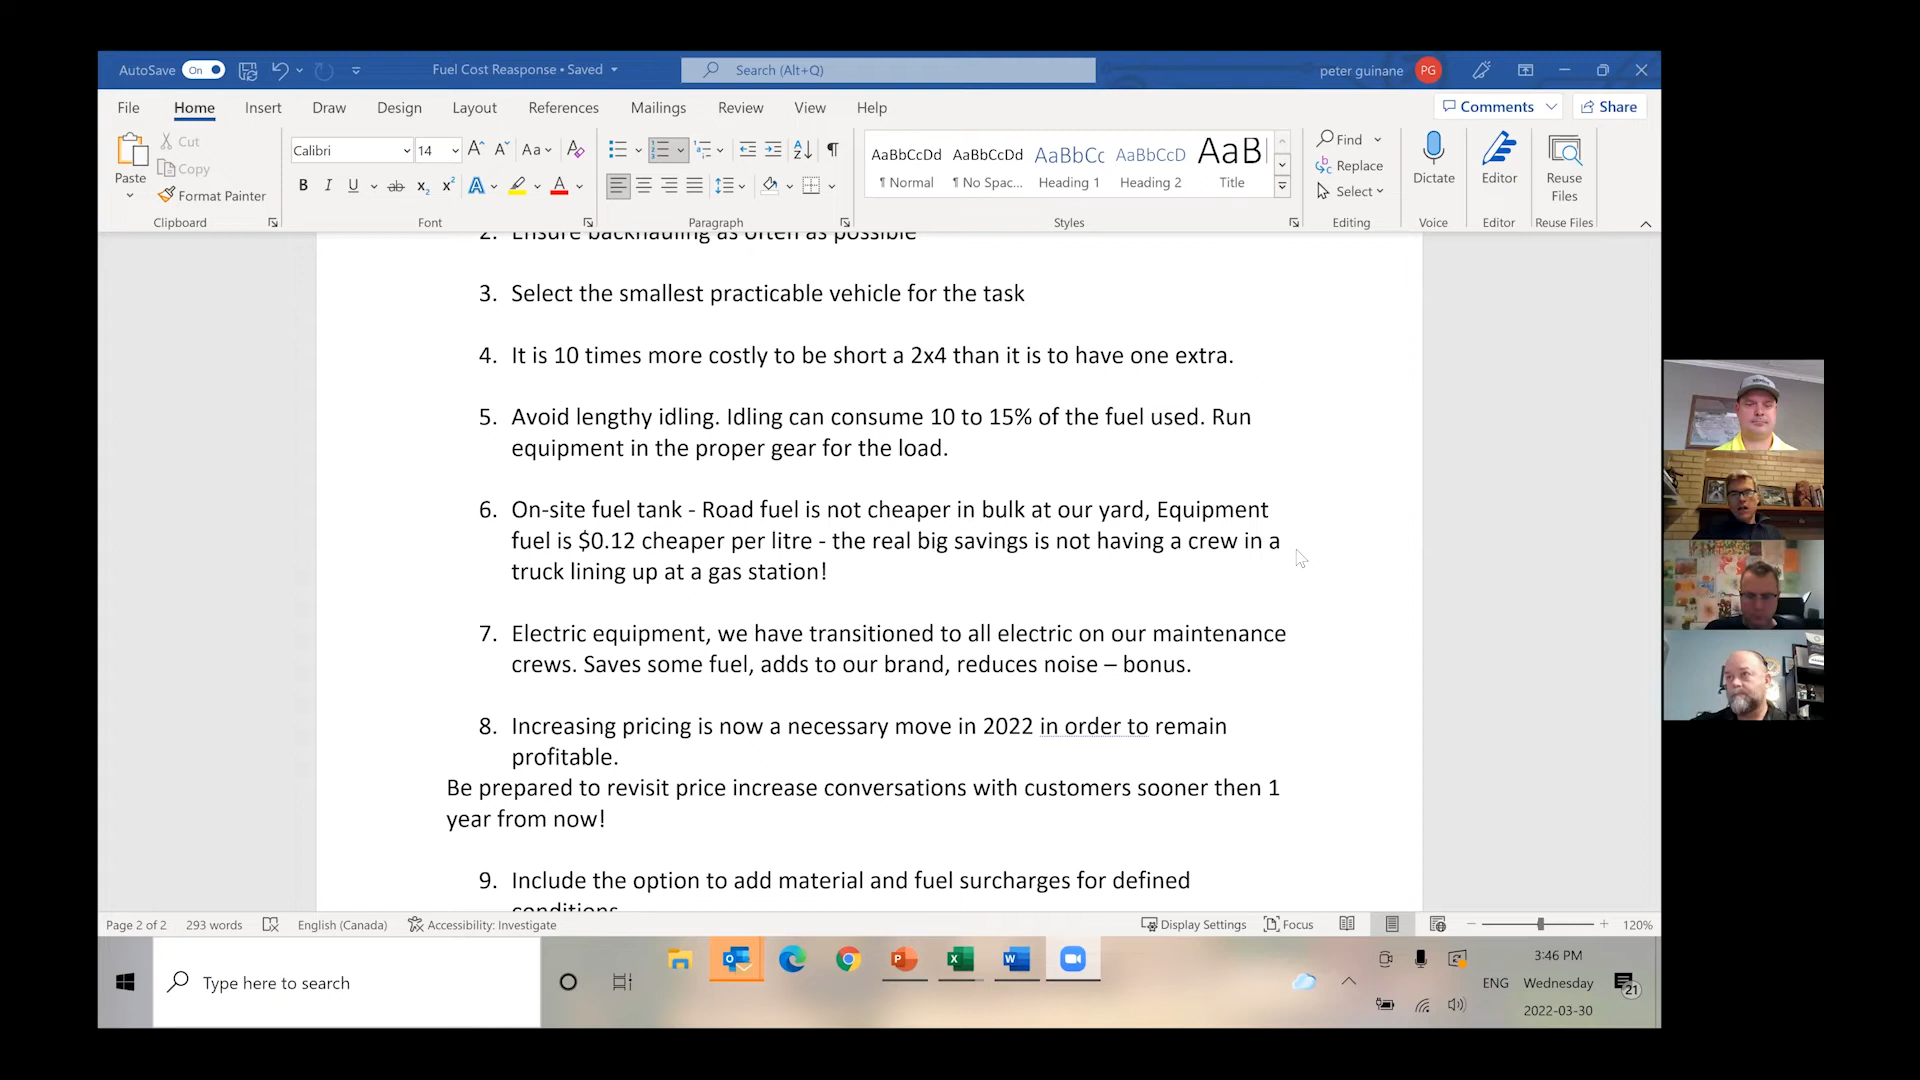 AutoSave On Fuel Cost Reasponse • Saved Search (Alt+Q) peter guinane PG
File Home Insert Draw Design Layout References Mailings Review View Help Comments Share
Paste Cut Copy Format Painter
Calibri 14
AaBbCcDd AaBbCcDd AaBbCc AaBbCcD AaB
¶ Normal ¶ No Spac... Heading 1 Heading 2 Title
Find Replace Select
Dictate Editor Reuse Files
Clipboard Font Paragraph Styles Editing Voice Editor Reuse Files
2. Ensure backhauling as often as possible
3. Select the smallest practicable vehicle for the task
4. It is 10 times more costly to be short a 2x4 than it is to have one extra.
5. Avoid lengthy idling. Idling can consume 10 to 15% of the fuel used. Run
equipment in the proper gear for the load.
6. On-site fuel tank - Road fuel is not cheaper in bulk at our yard, Equipment
fuel is $0.12 cheaper per litre - the real big savings is not having a crew in a
truck lining up at a gas station!
7. Electric equipment, we have transitioned to all electric on our maintenance
crews. Saves some fuel, adds to our brand, reduces noise – bonus.
8. Increasing pricing is now a necessary move in 2022 in order to remain
profitable.
Be prepared to revisit price increase conversations with customers sooner then 1
year from now!
9. Include the option to add material and fuel surcharges for defined
conditions
Page 2 of 2 293 words English (Canada) Accessibility: Investigate Display Settings Focus 120%
Type here to search
3:46 PM
ENG Wednesday 21
2022-03-30